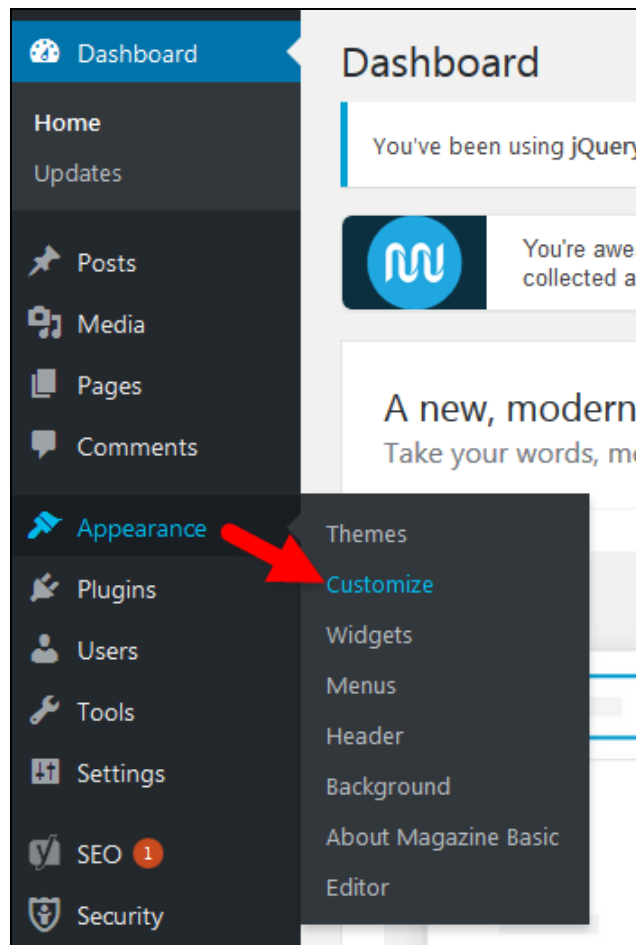 Dashboard
Home
Updates
Posts
Media
Pages
Comments
Appearance
Plugins
Users
Tools
Settings
SEO 1
Security
Dashboard
You've been using jQuery
You're awe
collected a
A new, modern
Take your words, me
Themes
Customize
Widgets
Menus
Header
Background
About Magazine Basic
Editor